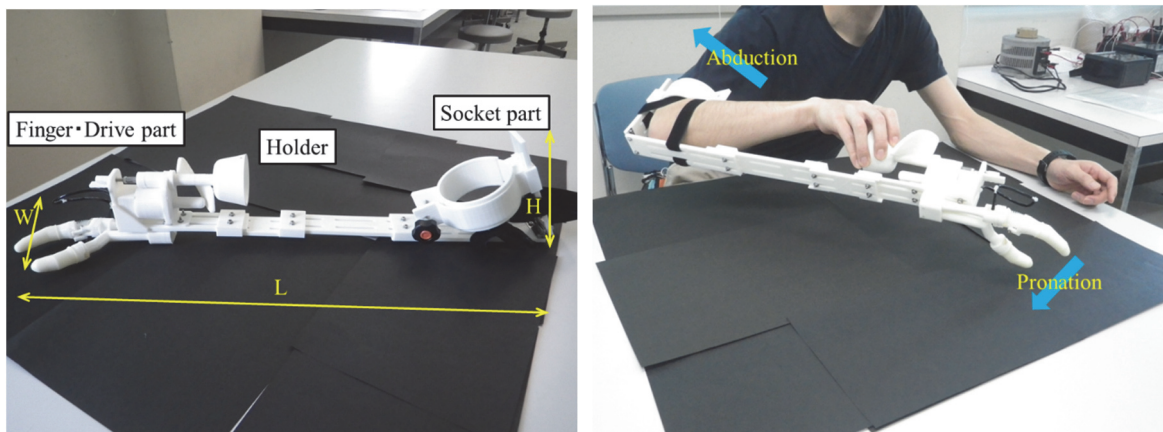 Finger・Drive part
Holder
Socket part
W
H
L
Abduction
Pronation